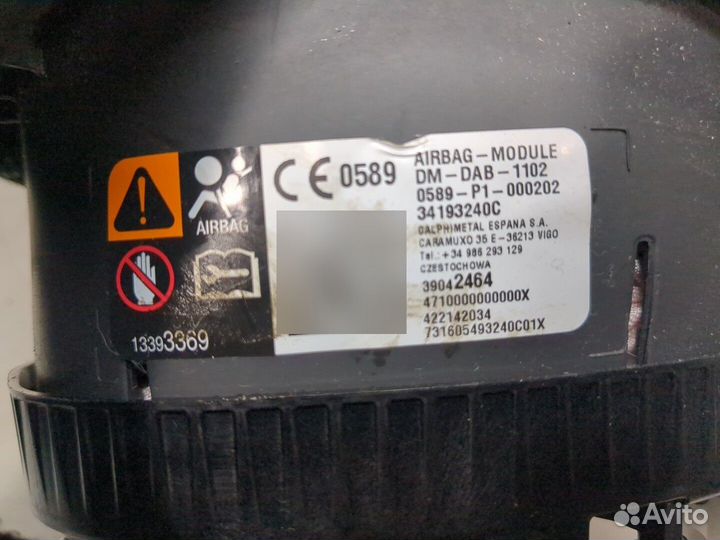 CE 0589
AIRBAG-MODULE
DM-DAB-1102
0589-P1-000202
34193240C
DALPHIMETAL ESPANA S.A.
CARAMUXO 35 E-36213 VIGO
Tel.: +34 986 293 129
CZESTOCHOWA
39042464
4710000000000X
422142034
731605493240C01X
AIRBAG
13393369
Avito